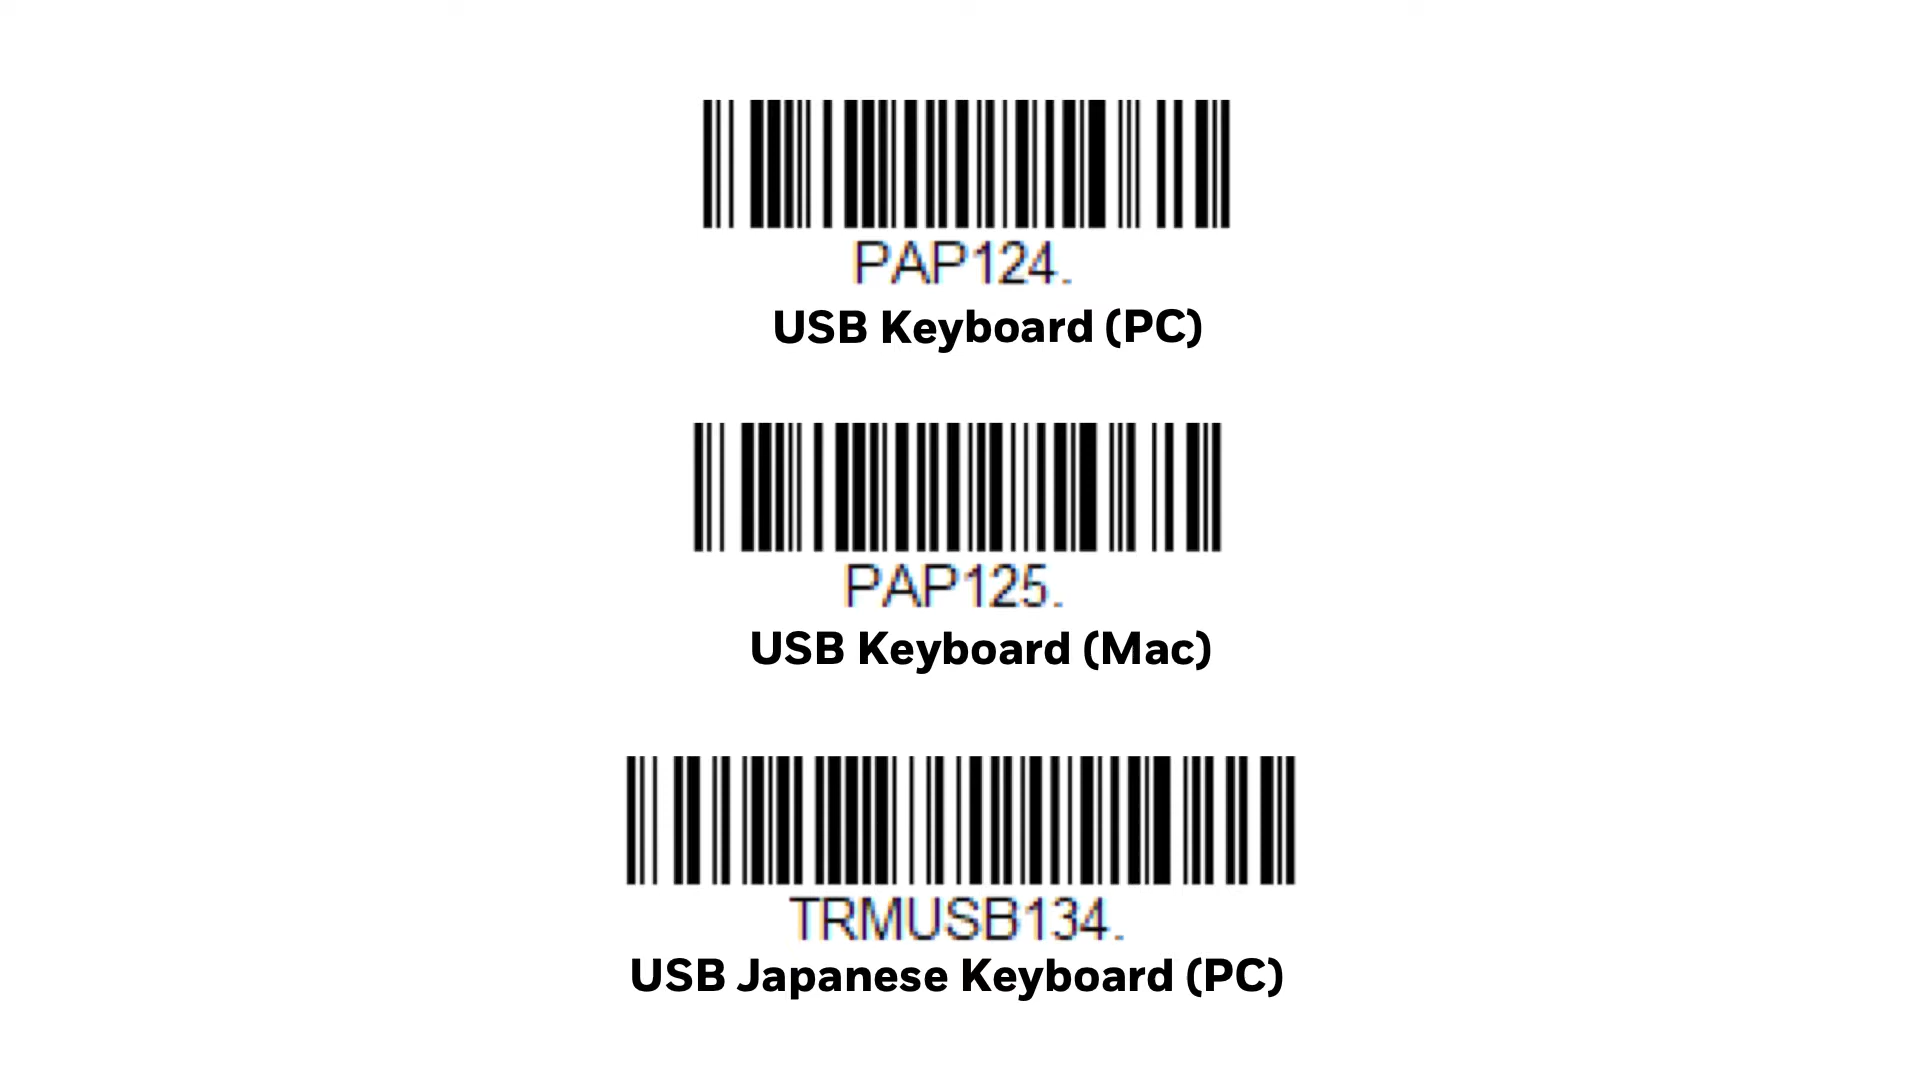 PAP124.
USB Keyboard (PC)
PAP125.
USB Keyboard (Mac)
TRMUSB134.
USB Japanese Keyboard (PC)